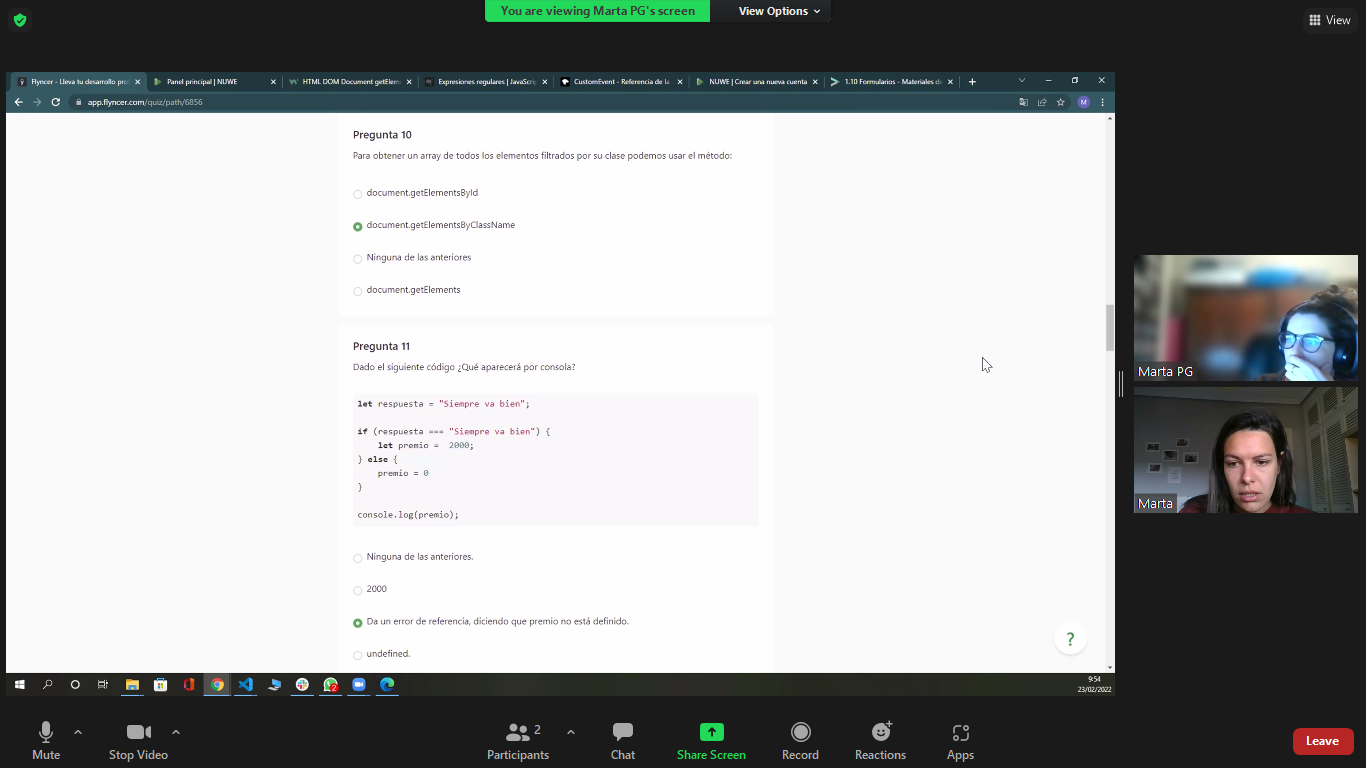 You are viewing Marta PG's screen
View Options
View
Flyncer - Lleva tu desarrollo pro
Panel principal | NUWE
HTML DOM Document getElem
Expresiones regulares | JavaScrip
CustomEvent - Referencia de la
NUWE | Crear una nueva cuenta
1.10 Formularios - Materiales de
app.flyncer.com/quiz/path/6856
M
Pregunta 10
Para obtener un array de todos los elementos filtrados por su clase podemos usar el método:
document.getElementsById
document.getElementsByClassName
Ninguna de las anteriores
document.getElements
Pregunta 11
Dado el siguiente código ¿Qué aparecerá por consola?
let respuesta = "Siempre va bien";
if (respuesta === "Siempre va bien") {
let premio = 2000;
} else {
premio = 0
}
console.log(premio);
Ninguna de las anteriores.
2000
Da un error de referencia, diciendo que premio no está definido.
undefined.
?
Marta PG
Marta
2
9:54
23/02/2022
Mute
Stop Video
Participants
2
Chat
Share Screen
Record
Reactions
Apps
Leave